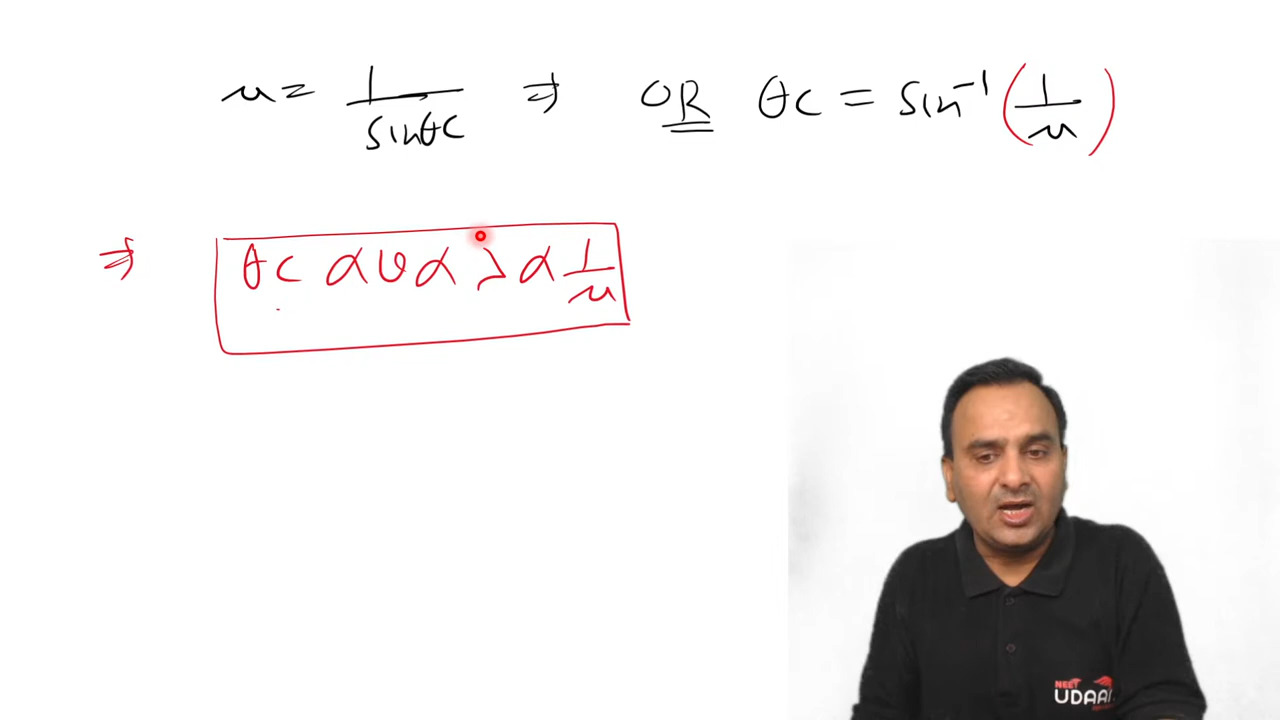 μ = 1/sinθC ⇒ OR θC = Sin⁻¹(1/μ)
⇒ θC α v α λ α 1/μ
NEET
UDAAN